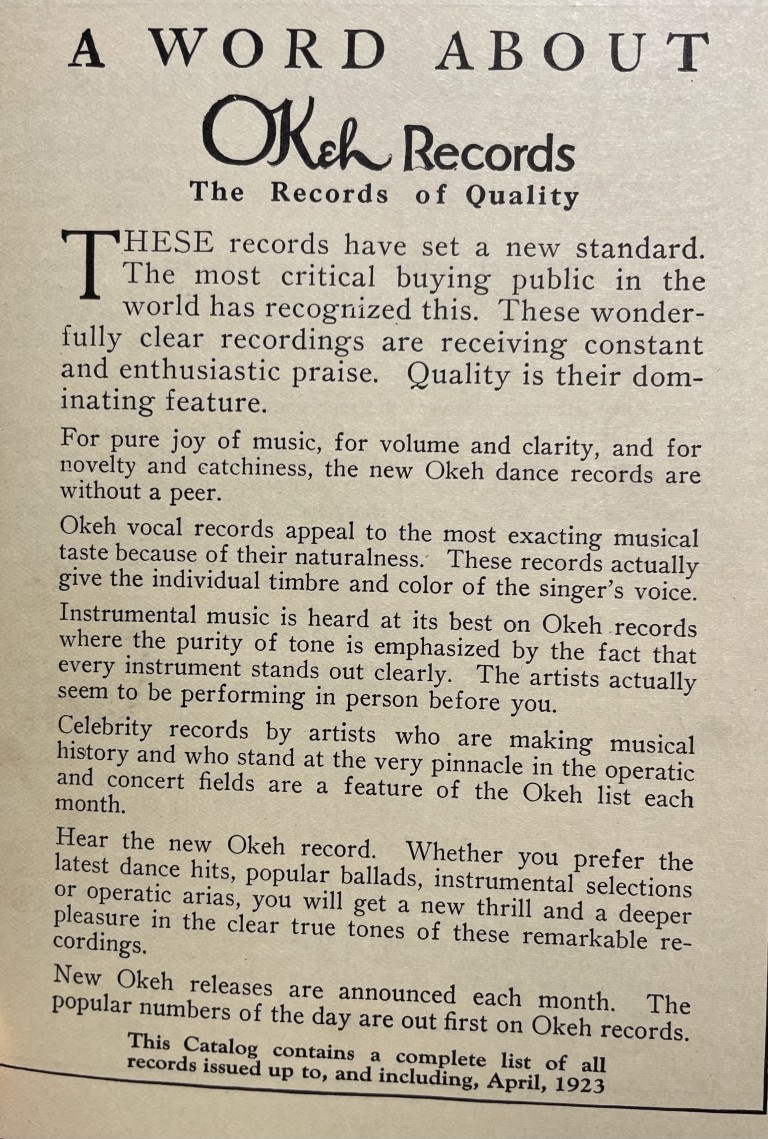 A WORD ABOUT
Okeh Records
The Records of Quality
THESE records have set a new standard.
The most critical buying public in the
world has recognized this. These wonder-
fully clear recordings are receiving constant
and enthusiastic praise. Quality is their dom-
inating feature.
For pure joy of music, for volume and clarity, and for
novelty and catchiness, the new Okeh dance records are
without a peer.
Okeh vocal records appeal to the most exacting musical
taste because of their naturalness. These records actually
give the individual timbre and color of the singer's voice.
Instrumental music is heard at its best on Okeh records
where the purity of tone is emphasized by the fact that
every instrument stands out clearly. The artists actually
seem to be performing in person before you.
Celebrity records by artists who are making musical
history and who stand at the very pinnacle in the operatic
and concert fields are a feature of the Okeh list each
month.
Hear the new Okeh record. Whether you prefer the
latest dance hits, popular ballads, instrumental selections
or operatic arias, you will get a new thrill and a deeper
pleasure in the clear true tones of these remarkable re-
cordings.
New Okeh releases are announced each month. The
popular numbers of the day are out first on Okeh records.
This Catalog contains a complete list of all
records issued up to, and including, April, 1923